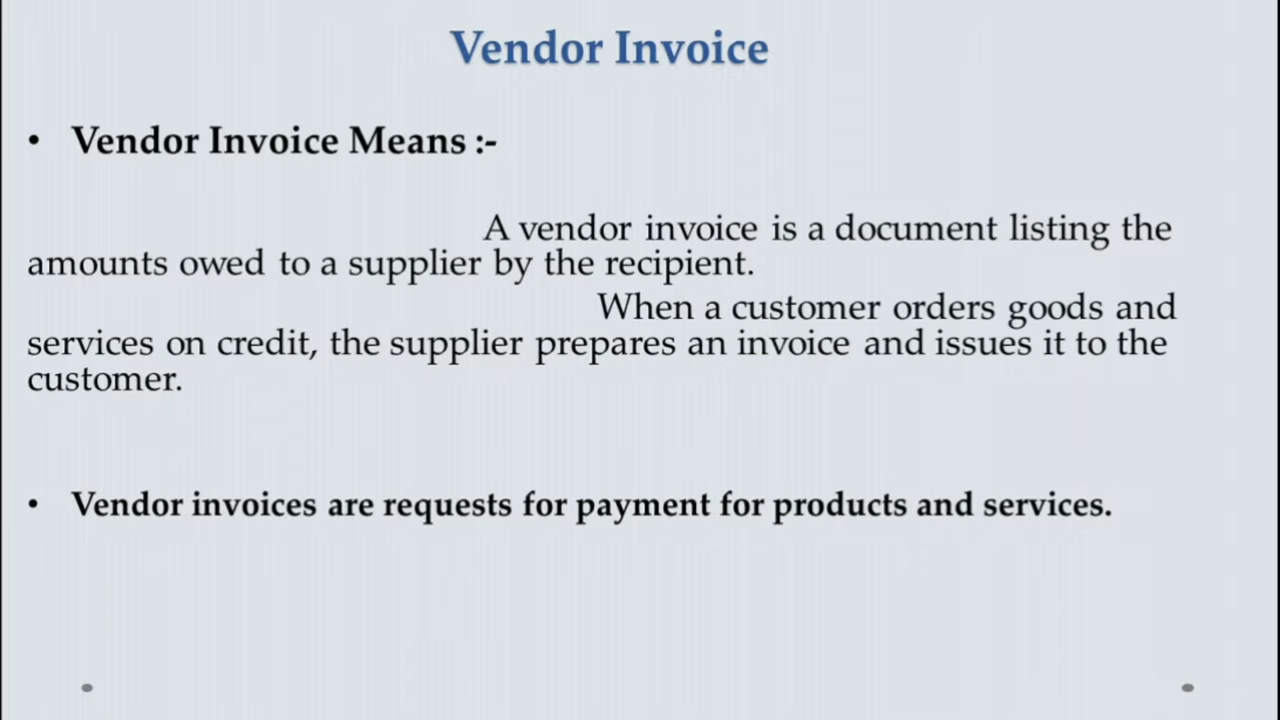 Vendor Invoice
• Vendor Invoice Means :-
A vendor invoice is a document listing the
amounts owed to a supplier by the recipient.
When a customer orders goods and
services on credit, the supplier prepares an invoice and issues it to the
customer.
• Vendor invoices are requests for payment for products and services.